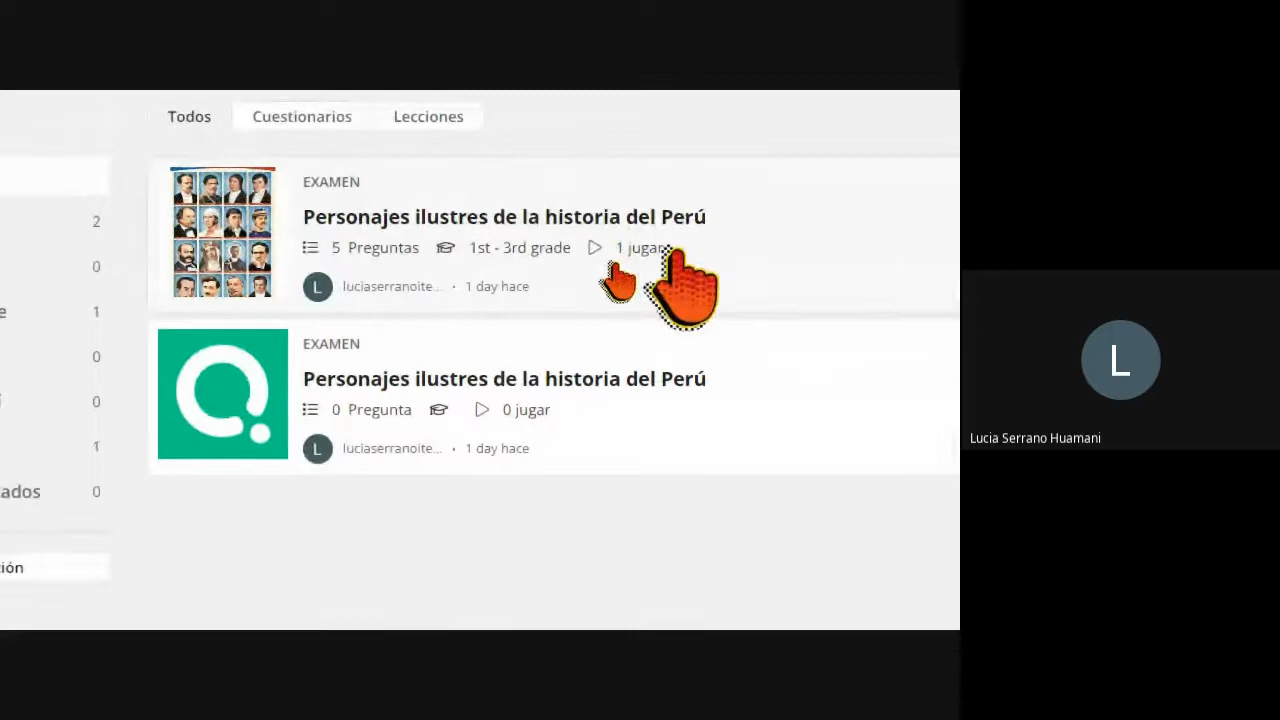 Todos
Cuestionarios
Lecciones
EXAMEN
Personajes ilustres de la historia del Perú
5 Preguntas 1st - 3rd grade 1 jugar
L luciaserranoite... · 1 day hace
EXAMEN
Personajes ilustres de la historia del Perú
0 Pregunta 0 jugar
L luciaserranoite... · 1 day hace
2
0
e 1
0
í 0
1
ados 0
ión
L
Lucia Serrano Huamani